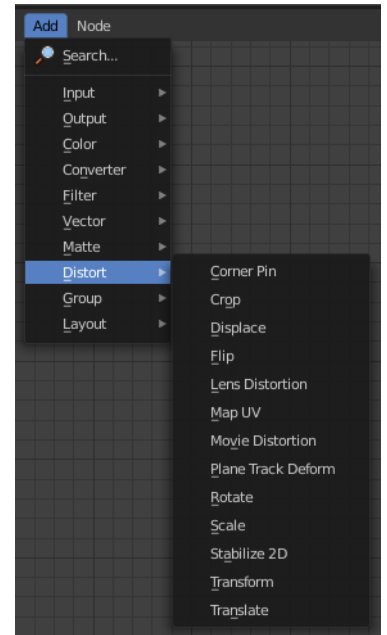 Add Node
Search...
Input
Output
Color
Converter
Filter
Vector
Matte
Distort
Group
Layout
Corner Pin
Crop
Displace
Flip
Lens Distortion
Map UV
Movie Distortion
Plane Track Deform
Rotate
Scale
Stabilize 2D
Transform
Translate